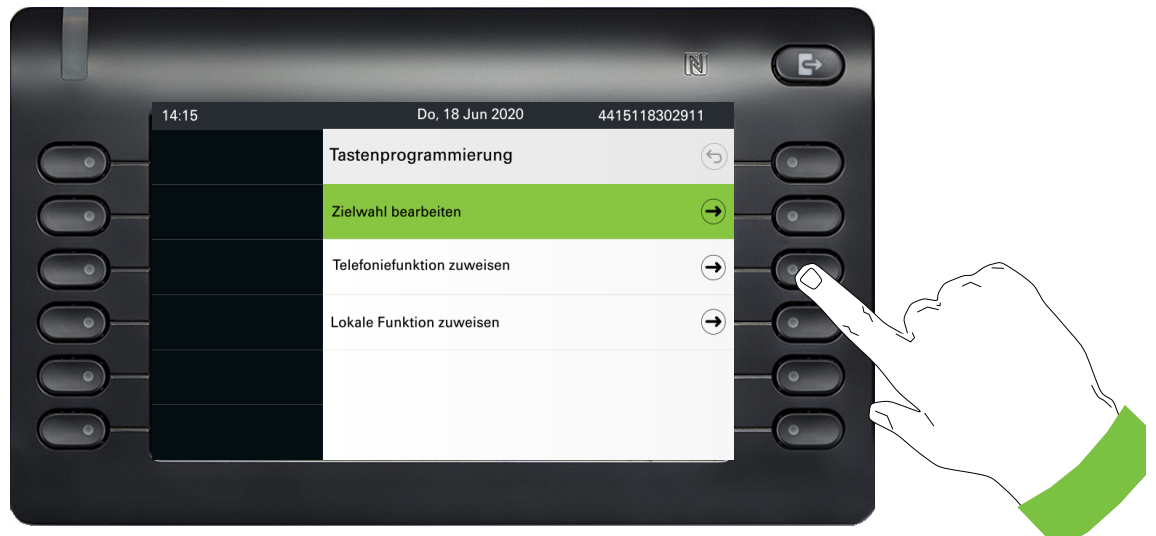 14:15 Do, 18 Jun 2020 4415118302911
Tastenprogrammierung
Zielwahl bearbeiten
Telefoniefunktion zuweisen
Lokale Funktion zuweisen